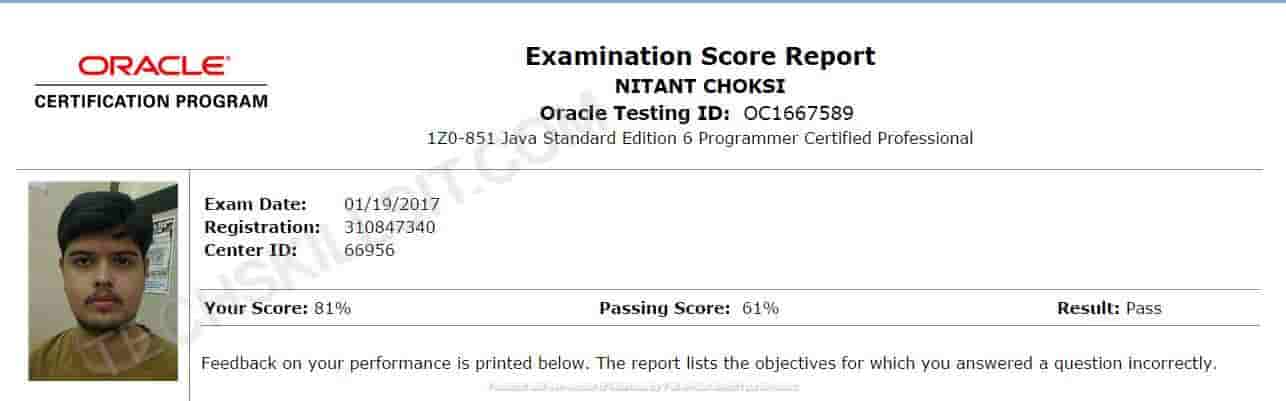 ORACLE
CERTIFICATION PROGRAM
Examination Score Report
NITANT CHOKSI
Oracle Testing ID: OC1667589
1Z0-851 Java Standard Edition 6 Programmer Certified Professional
Exam Date: 01/19/2017
Registration: 310847340
Center ID: 66956
Your Score: 81% Passing Score: 61% Result: Pass
Feedback on your performance is printed below. The report lists the objectives for which you answered a question incorrectly.